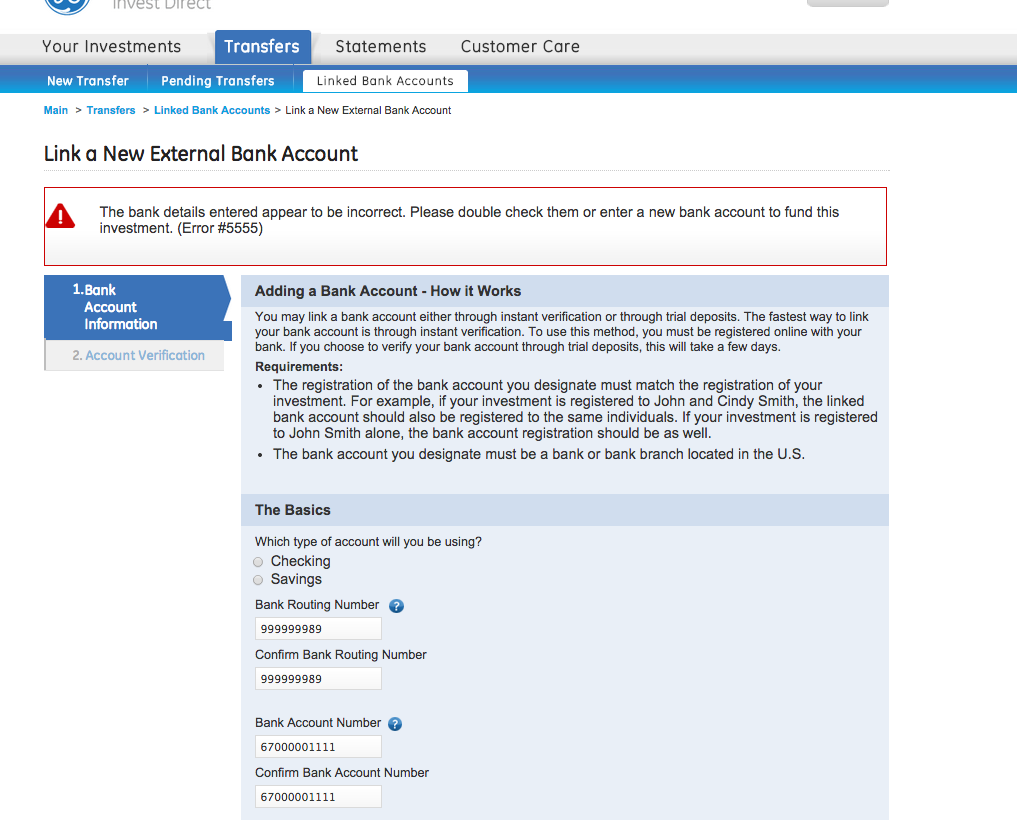 Invest Direct
Your Investments Transfers Statements Customer Care
New Transfer Pending Transfers Linked Bank Accounts
Main > Transfers > Linked Bank Accounts > Link a New External Bank Account
Link a New External Bank Account
The bank details entered appear to be incorrect. Please double check them or enter a new bank account to fund this
investment. (Error #5555)
1.Bank
Account
Information
2. Account Verification
Adding a Bank Account - How it Works
You may link a bank account either through instant verification or through trial deposits. The fastest way to link
your bank account is through instant verification. To use this method, you must be registered online with your
bank. If you choose to verify your bank account through trial deposits, this will take a few days.
Requirements:
• The registration of the bank account you designate must match the registration of your
investment. For example, if your investment is registered to John and Cindy Smith, the linked
bank account should also be registered to the same individuals. If your investment is registered
to John Smith alone, the bank account registration should be as well.
• The bank account you designate must be a bank or bank branch located in the U.S.
The Basics
Which type of account will you be using?
Checking
Savings
Bank Routing Number ?
999999989
Confirm Bank Routing Number
999999989
Bank Account Number ?
67000001111
Confirm Bank Account Number
67000001111